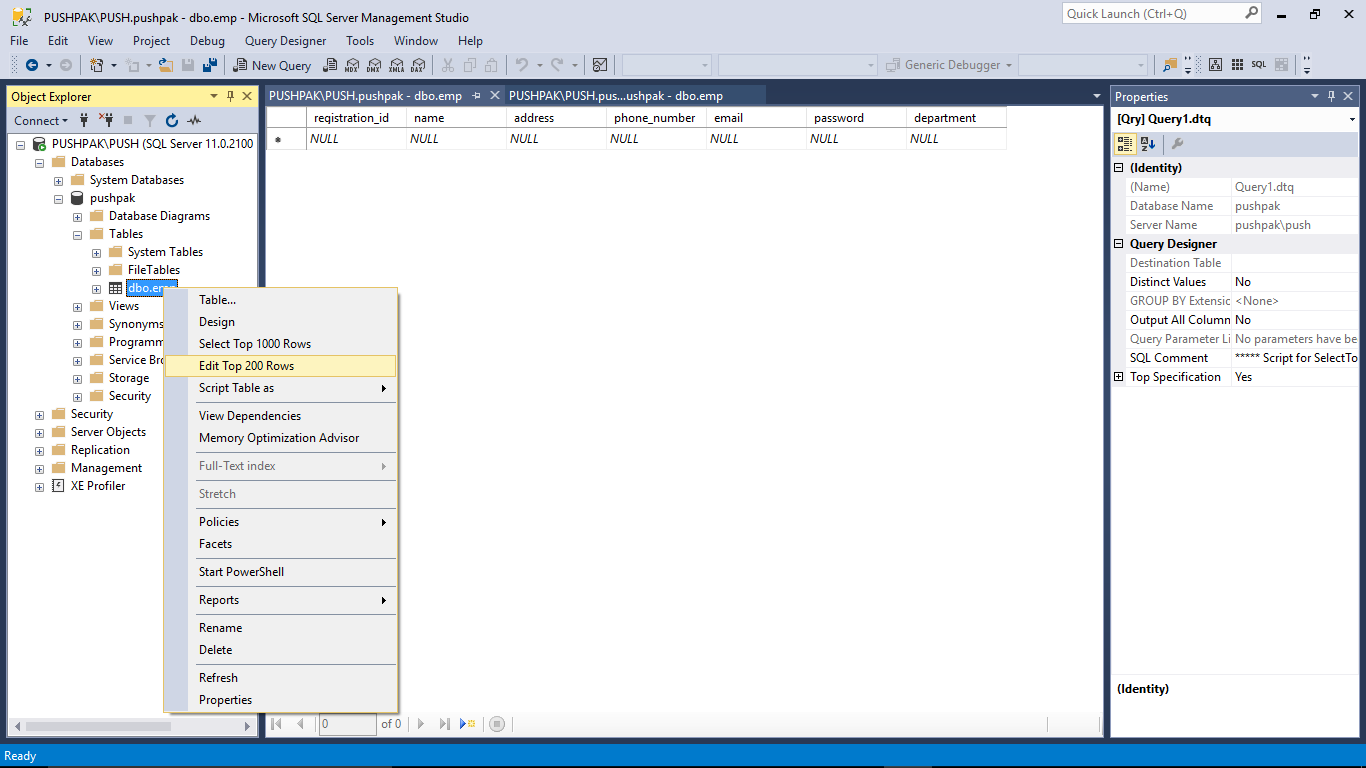 PUSHPAK\PUSH.pushpak - dbo.emp - Microsoft SQL Server Management Studio
Quick Launch (Ctrl+Q)
File Edit View Project Debug Query Designer Tools Window Help
New Query MDX DMX XMLA DAX Generic Debugger SQL
Object Explorer
Connect
PUSHPAK\PUSH (SQL Server 11.0.2100
Databases
System Databases
pushpak
Database Diagrams
Tables
System Tables
FileTables
dbo.emp
Views
Synonyms
Programm
Service Bro
Storage
Security
Security
Server Objects
Replication
Management
XE Profiler
Table...
Design
Select Top 1000 Rows
Edit Top 200 Rows
Script Table as
View Dependencies
Memory Optimization Advisor
Full-Text index
Stretch
Policies
Facets
Start PowerShell
Reports
Rename
Delete
Refresh
Properties
PUSHPAK\PUSH.pushpak - dbo.emp PUSHPAK\PUSH.pus...ushpak - dbo.emp
registration_id name address phone_number email password department
NULL NULL NULL NULL NULL NULL NULL
0 of 0
Properties
[Qry] Query1.dtq
(Identity)
(Name) Query1.dtq
Database Name pushpak
Server Name pushpak\push
Query Designer
Destination Table
Distinct Values No
GROUP BY Extensic <None>
Output All Column No
Query Parameter Li No parameters have be
SQL Comment ***** Script for SelectTo
Top Specification Yes
(Identity)
Ready